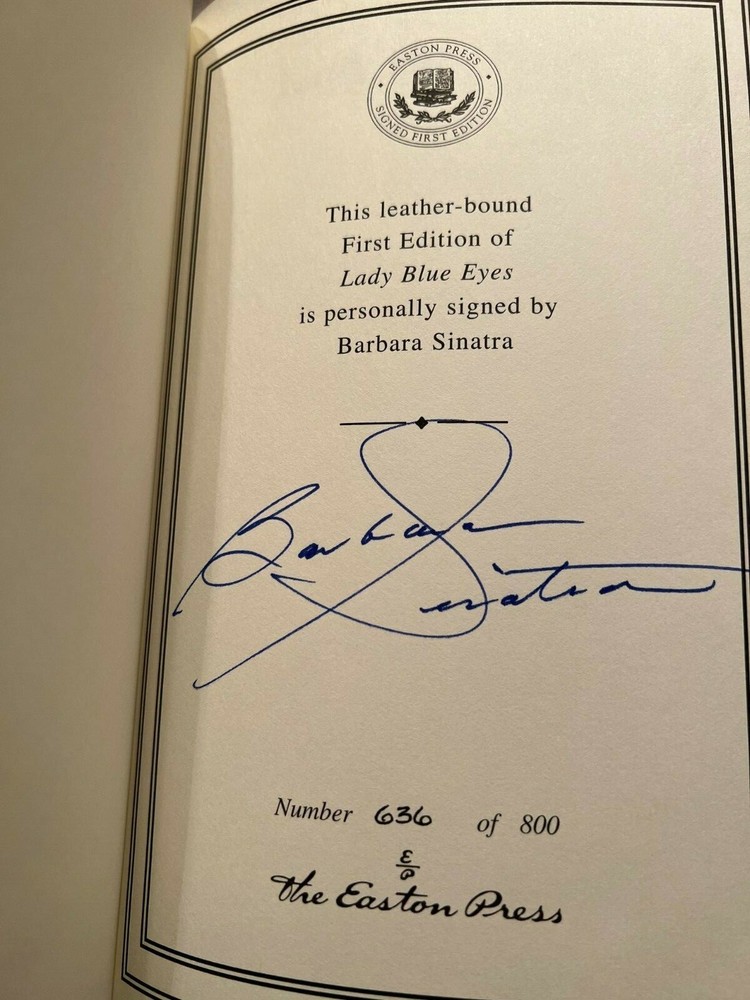 EASTON PRESS
SIGNED FIRST EDITION
This leather-bound
First Edition of
Lady Blue Eyes
is personally signed by
Barbara Sinatra
Barbara
Sinatra
Number 636 of 800
E/P
The Easton Press